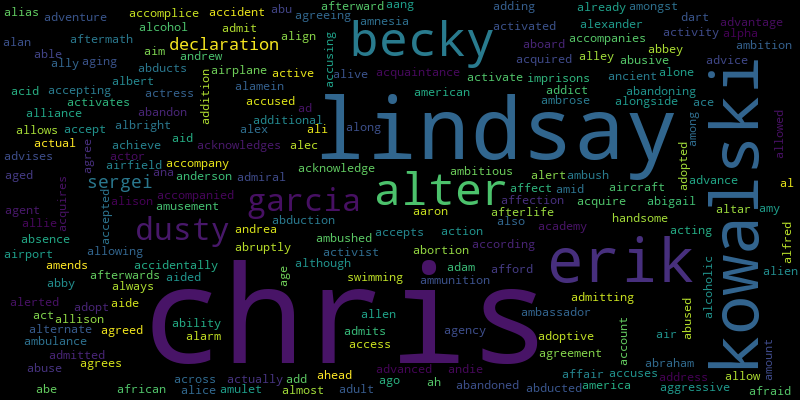 alias adventure accomplice accident abu afterward aang already amongst
alan aftermath alcohol admit agreeing amnesia adding alexander dart advantage
able aim declaration align becky activated accompanies activity alpha
ally aging abducts andrew accusing aboard alley abbey ambition
acid accepting albert airplane active alive acquaintance acquired abusive advice
activates actress addition alamein activate imprisons ancient alone
alliance abandon accused ad american addict abandoning kowalski
allows accept albright aid additional along lindsay ambrose alongside ace
actual achieve alex ali among allowed
advises agree actor airfield acknowledges alec
aged ana accompany acknowledge ambitious alert ambush adopted
acquires sergei anderson admiral alter affect amid aircraft advance al
agent alison accompanied garcia affection acquire abigail
allie accepted amusement aaron afterlife handsome altar amy
absence dusty andrea abduction also academy acting alfred
airport allowing abruptly ambushed accepts action according erik
amends accidentally activist abortion alien
abby afterwards aided age although adam afford alcoholic
always chris swimming ammunition admitting
alerted adopt aide ambassador
act allison ability allen abused
alternate agreed alarm admits agency adoptive account air
ambulance access agreement amount
admitted abraham
abuse agrees advanced andie affair accuses address allow
across actually add ahead ago ah abandoned abducted america aggressive
abe african alice amulet almost adult afraid